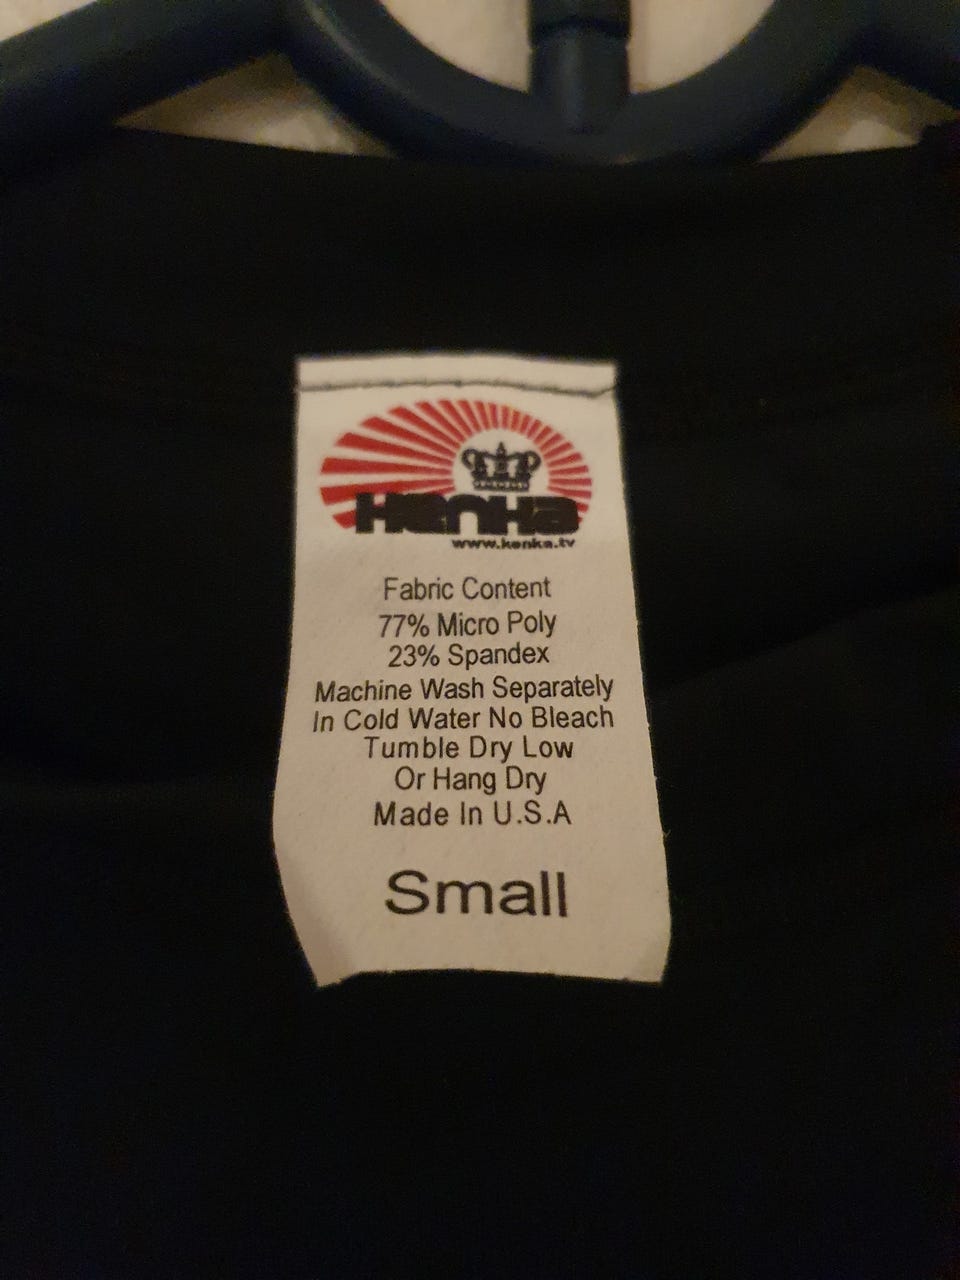 KENKA
www.kenka.tv
Fabric Content
77% Micro Poly
23% Spandex
Machine Wash Separately
In Cold Water No Bleach
Tumble Dry Low
Or Hang Dry
Made In U.S.A
Small